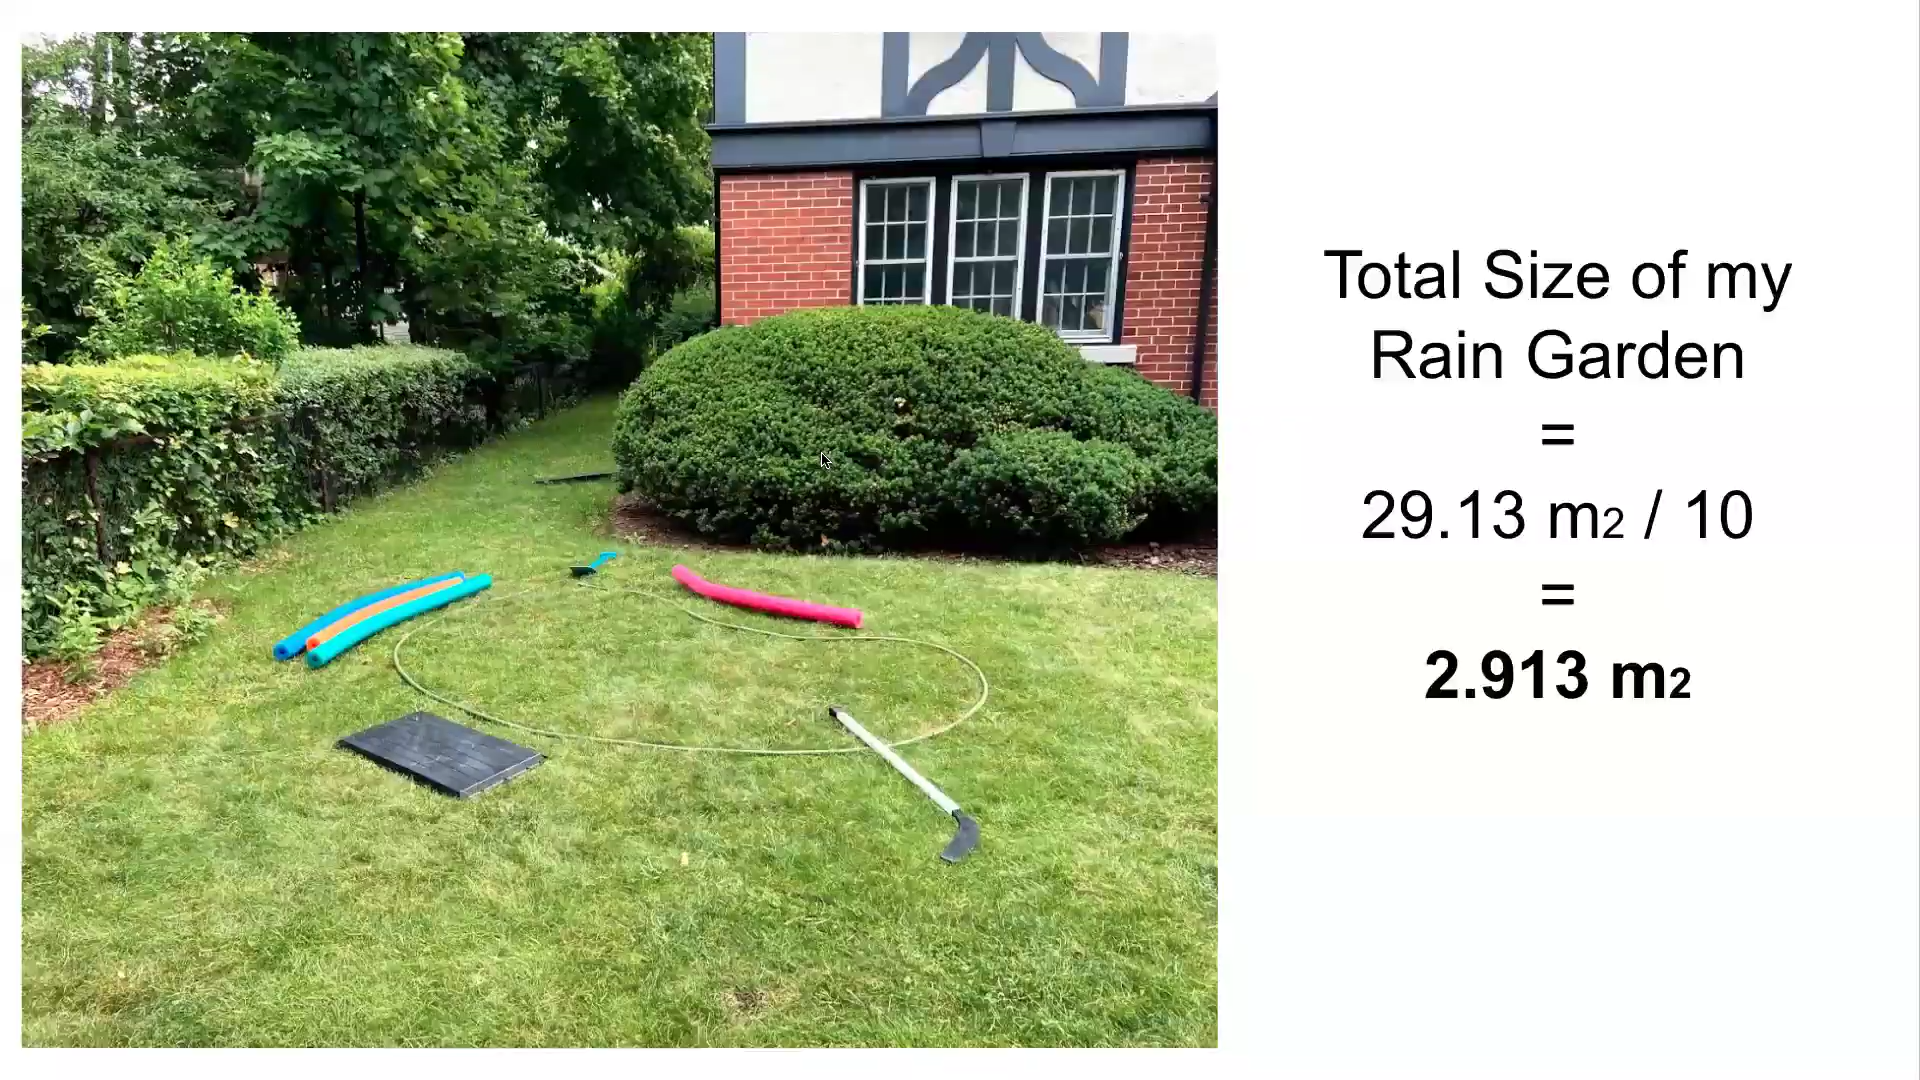 Total Size of my
Rain Garden
=
29.13 m2 / 10
=
2.913 m2